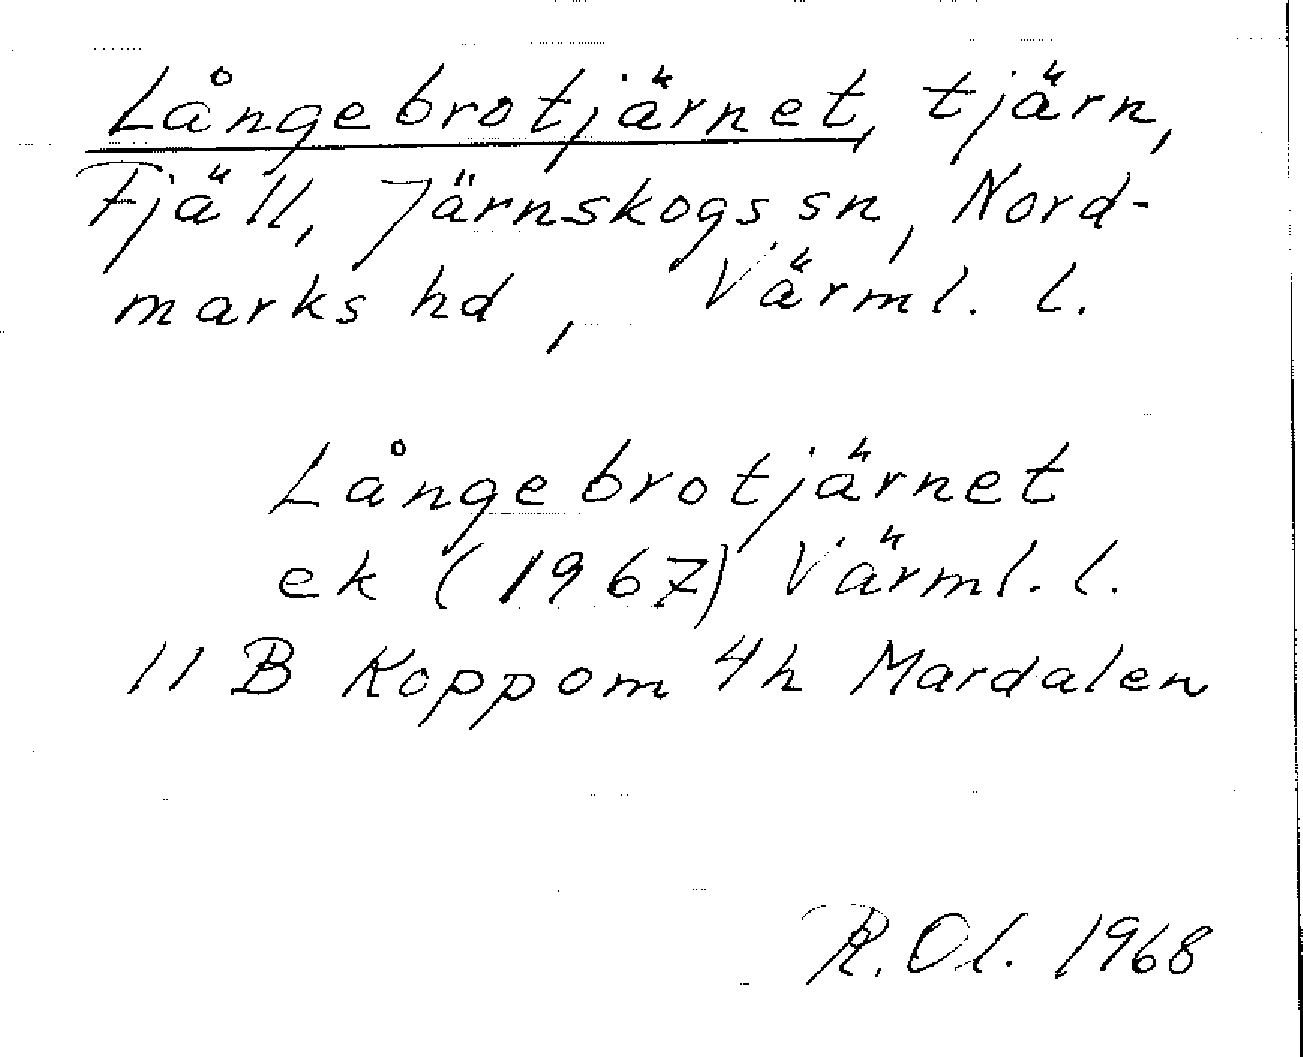 Långebrotjärnet, tjärn,
Fjäll, Järnskogs sn, Nord-
marks hd, Värml. l.
Långebrotjärnet
ek (1967) Värml. l.
11 B Koppom 4h Mardalen
R. Ol. 1968